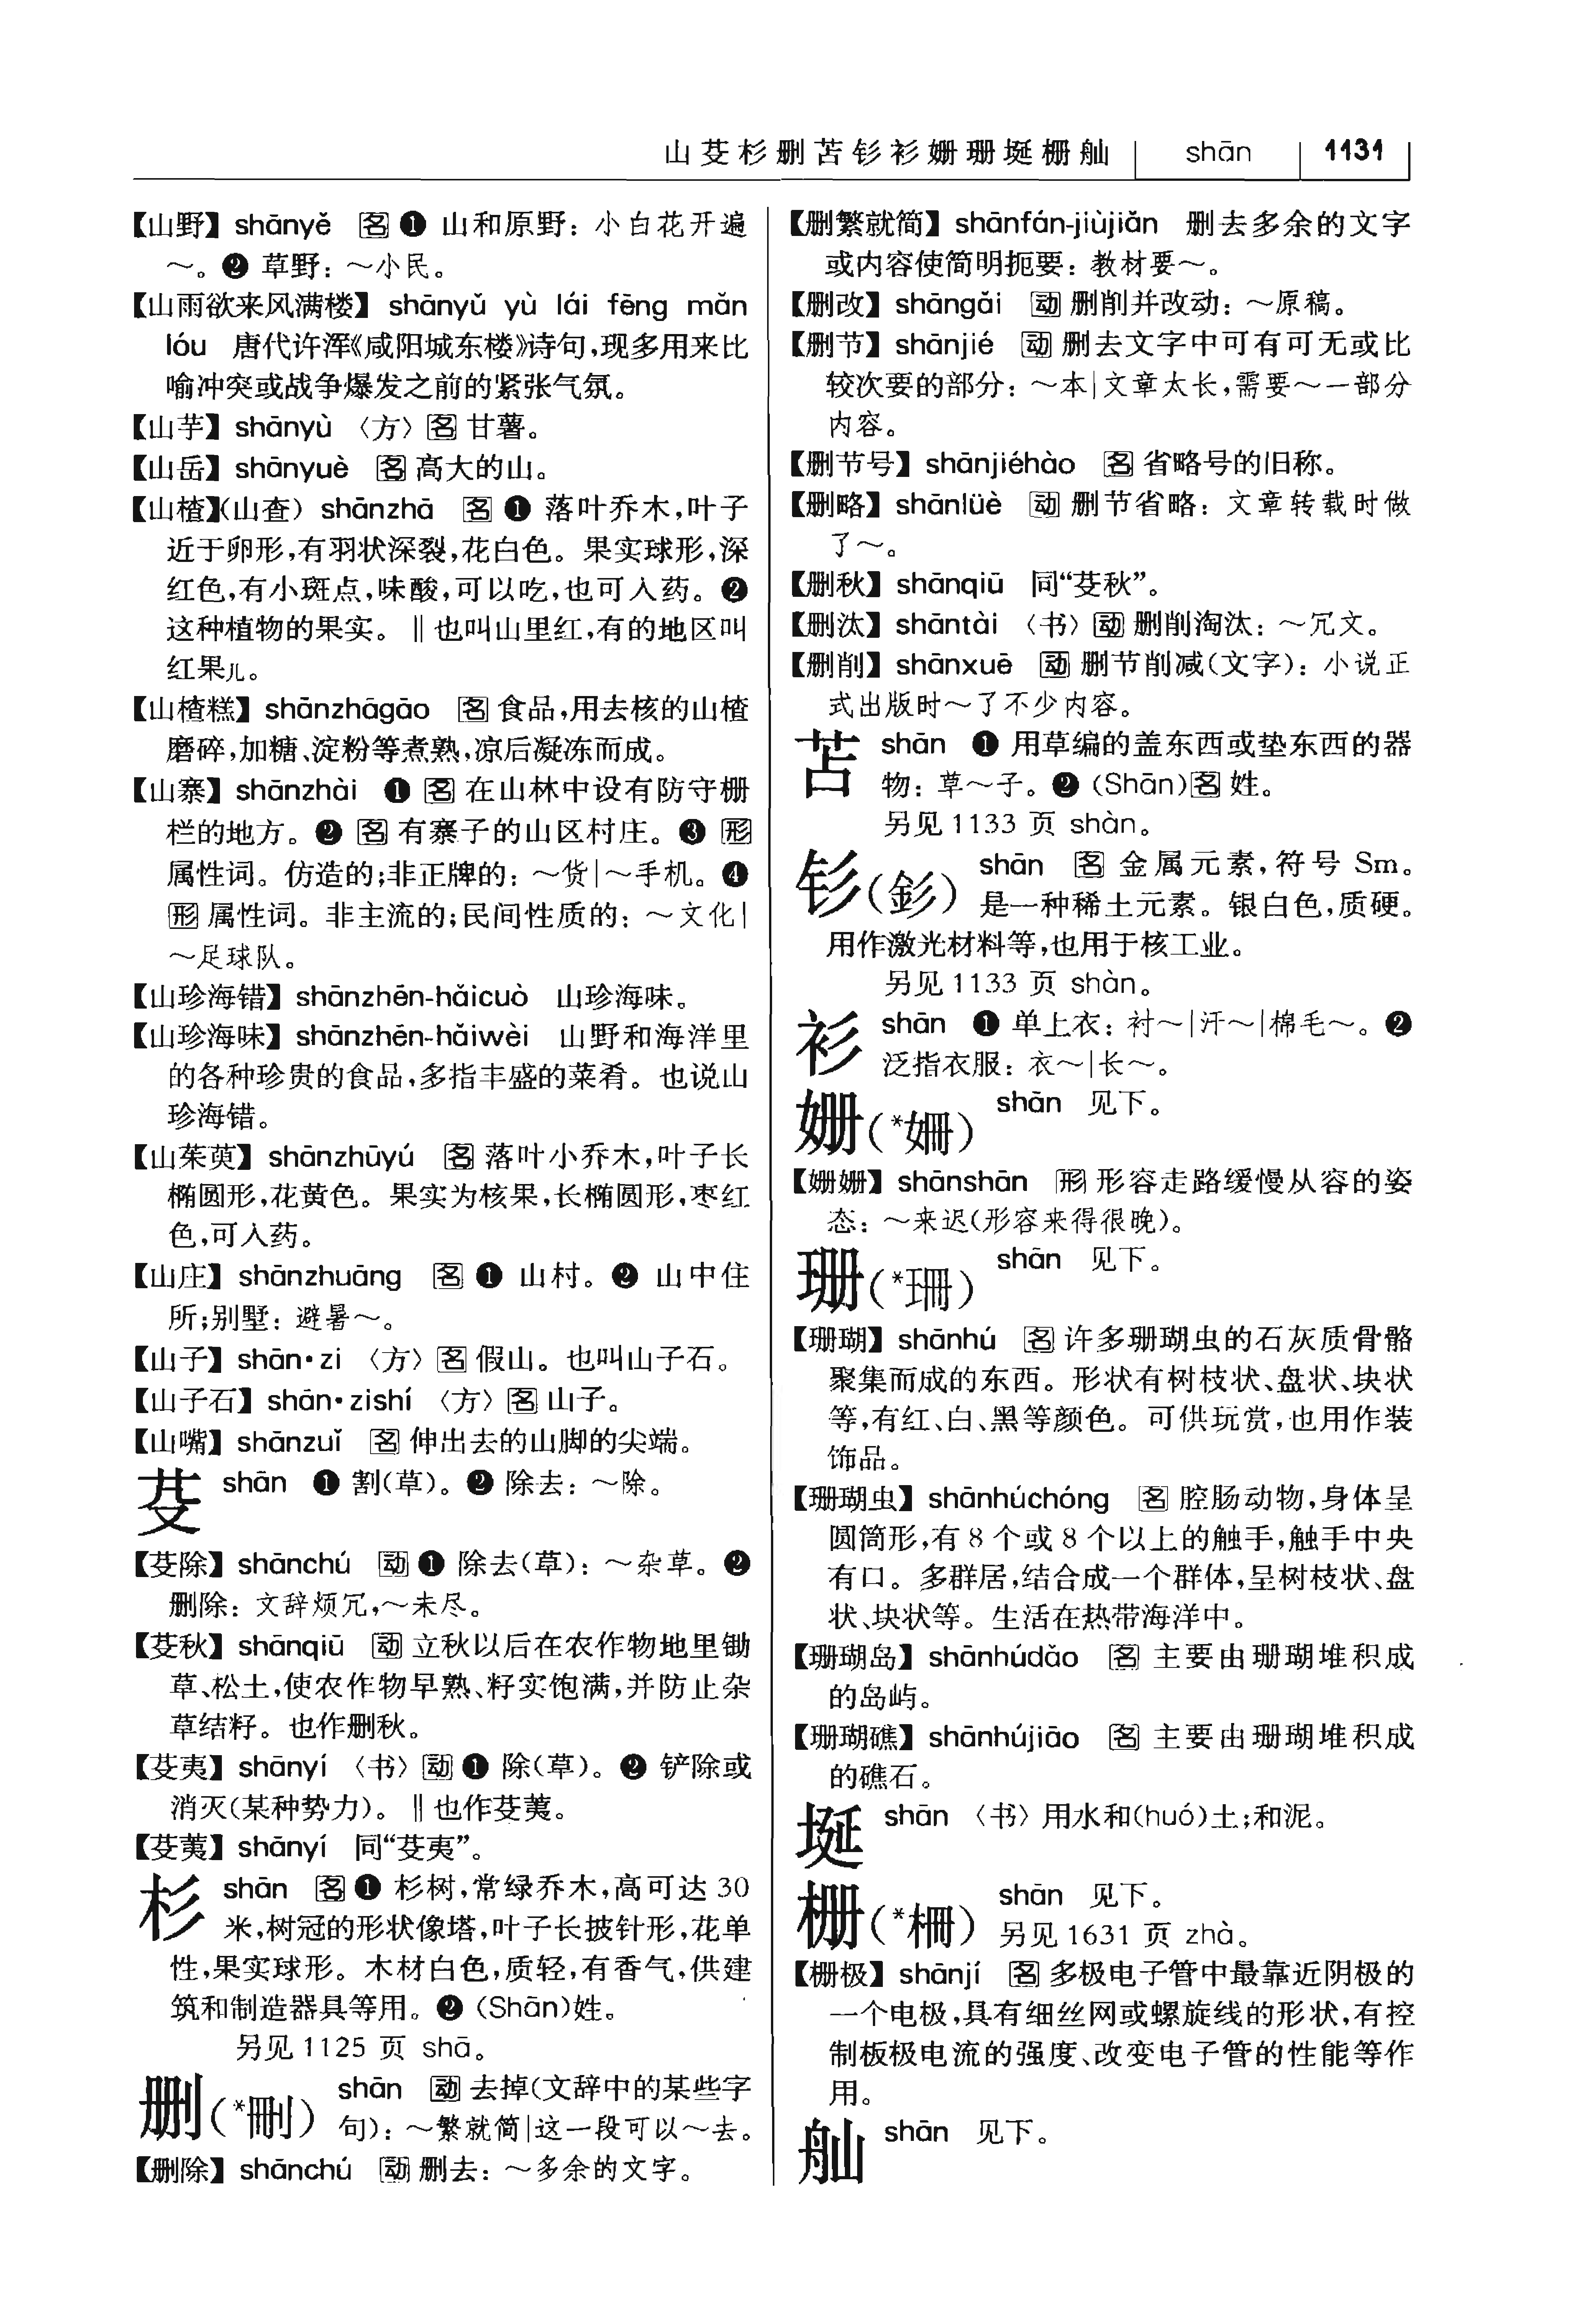 山芟杉删苫钐衫姗珊埏栅舢 shān 1131
【山野】 shānyě 名 ❶ 山和原野：小白花开遍
～。❷ 草野：～小民。
【山雨欲来风满楼】 shānyǔ yù lái fēng mǎn
lóu 唐代许浑《咸阳城东楼》诗句，现多用来比
喻冲突或战争爆发之前的紧张气氛。
【山芋】 shānyù 〈方〉名 甘薯。
【山岳】 shānyuè 名 高大的山。
【山楂】（山查） shānzhā 名 ❶ 落叶乔木，叶子
近于卵形，有羽状深裂，花白色。果实球形，深
红色，有小斑点，味酸，可以吃，也可入药。❷
这种植物的果实。‖也叫山里红，有的地区叫
红果儿。
【山楂糕】 shānzhāgāo 名 食品，用去核的山楂
磨碎，加糖、淀粉等煮熟，凉后凝冻而成。
【山寨】 shānzhài ❶ 名 在山林中设有防守栅
栏的地方。❷ 名 有寨子的山区村庄。❸ 形
属性词。仿造的；非正牌的：～货|～手机。❹
形 属性词。非主流的；民间性质的：～文化|
～足球队。
【山珍海错】 shānzhēn-hǎicuò 山珍海味。
【山珍海味】 shānzhēn-hǎiwèi 山野和海洋里
的各种珍贵的食品，多指丰盛的菜肴。也说山
珍海错。
【山茱萸】 shānzhūyú 名 落叶小乔木，叶子长
椭圆形，花黄色。果实为核果，长椭圆形，枣红
色，可入药。
【山庄】 shānzhuāng 名 ❶ 山村。❷ 山中住
所；别墅：避暑～。
【山子】 shān·zi 〈方〉名 假山。也叫山子石。
【山子石】 shān·zishí 〈方〉名 山子。
【山嘴】 shānzuǐ 名 伸出去的山脚的尖端。
芟 shān ❶ 割（草）。❷ 除去：～除。
【芟除】 shānchú 动 ❶ 除去（草）：～杂草。❷
删除：文辞烦冗，～未尽。
【芟秋】 shānqiū 动 立秋以后在农作物地里锄
草、松土，使农作物早熟、籽实饱满，并防止杂
草结籽。也作删秋。
【芟夷】 shānyí 〈书〉动 ❶ 除（草）。❷ 铲除或
消灭（某种势力）。‖也作芟荑。
【芟荑】 shānyí 同“芟夷”。
杉 shān 名 ❶ 杉树，常绿乔木，高可达 30
米，树冠的形状像塔，叶子长披针形，花单
性，果实球形。木材白色，质轻，有香气，供建
筑和制造器具等用。❷ （Shān）姓。
另见 1125 页 shā。
删（*刪） shān 动 去掉（文辞中的某些字
句）：～繁就简|这一段可以～去。
【删除】 shānchú 动 删去：～多余的文字。
【删繁就简】 shānfán-jiùjiǎn 删去多余的文字
或内容使简明扼要：教材要～。
【删改】 shāngǎi 动 删削并改动：～原稿。
【删节】 shānjié 动 删去文字中可有可无或比
较次要的部分：～本|文章太长，需要～一部分
内容。
【删节号】 shānjiéhào 名 省略号的旧称。
【删略】 shānlüè 动 删节省略：文章转载时做
了～。
【删秋】 shānqiū 同“芟秋”。
【删汰】 shāntài 〈书〉动 删削淘汰：～冗文。
【删削】 shānxuē 动 删节削减（文字）：小说正
式出版时～了不少内容。
苫 shān ❶ 用草编的盖东西或垫东西的器
物：草～子。❷ （Shān）名 姓。
另见 1133 页 shàn。
钐（釤） shān 名 金属元素，符号 Sm。
是一种稀土元素。银白色，质硬。
用作激光材料等，也用于核工业。
另见 1133 页 shàn。
衫 shān ❶ 单上衣：衬～|汗～|棉毛～。❷
泛指衣服：衣～|长～。
姗（*姍） shān 见下。
【姗姗】 shānshān 形 形容走路缓慢从容的姿
态：～来迟（形容来得很晚）。
珊（*珊） shān 见下。
【珊瑚】 shānhú 名 许多珊瑚虫的石灰质骨骼
聚集而成的东西。形状有树枝状、盘状、块状
等，有红、白、黑等颜色。可供玩赏，也用作装
饰品。
【珊瑚虫】 shānhúchóng 名 腔肠动物，身体呈
圆筒形，有 8 个或 8 个以上的触手，触手中央
有口。多群居，结合成一个群体，呈树枝状、盘
状、块状等。生活在热带海洋中。
【珊瑚岛】 shānhúdǎo 名 主要由珊瑚堆积成
的岛屿。
【珊瑚礁】 shānhújiāo 名 主要由珊瑚堆积成
的礁石。
埏 shān 〈书〉用水和（huó）土；和泥。
栅（*柵） shān 见下。
另见 1631 页 zhà。
【栅极】 shānjí 名 多极电子管中最靠近阴极的
一个电极，具有细丝网或螺旋线的形状，有控
制板极电流的强度、改变电子管的性能等作
用。
舢 shān 见下。